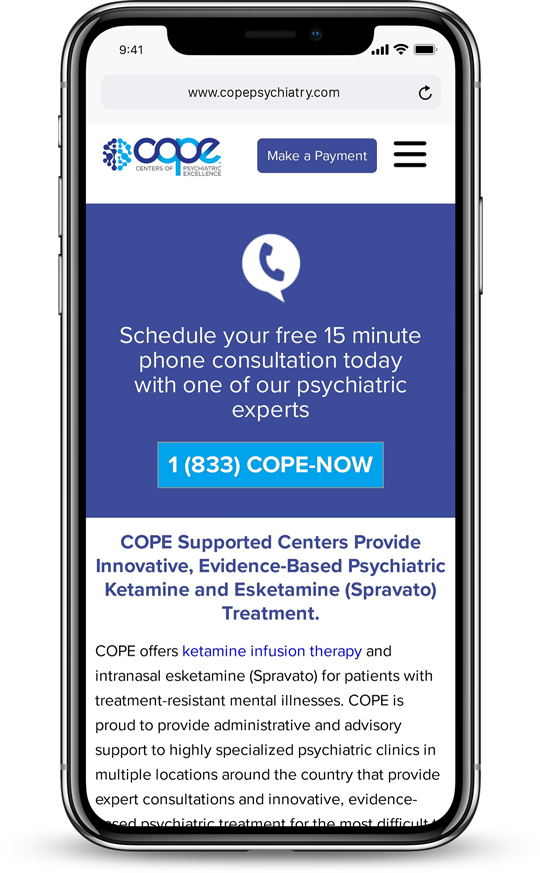 9:41
www.copepsychiatry.com
cope
CENTERS OF PSYCHIATRIC
EXCELLENCE
Make a Payment
Schedule your free 15 minute
phone consultation today
with one of our psychiatric
experts
1 (833) COPE-NOW
COPE Supported Centers Provide
Innovative, Evidence-Based Psychiatric
Ketamine and Esketamine (Spravato)
Treatment.
COPE offers ketamine infusion therapy and
intranasal esketamine (Spravato) for patients with
treatment-resistant mental illnesses. COPE is
proud to provide administrative and advisory
support to highly specialized psychiatric clinics in
multiple locations around the country that provide
expert consultations and innovative, evidence-
based psychiatric treatment for the most difficult